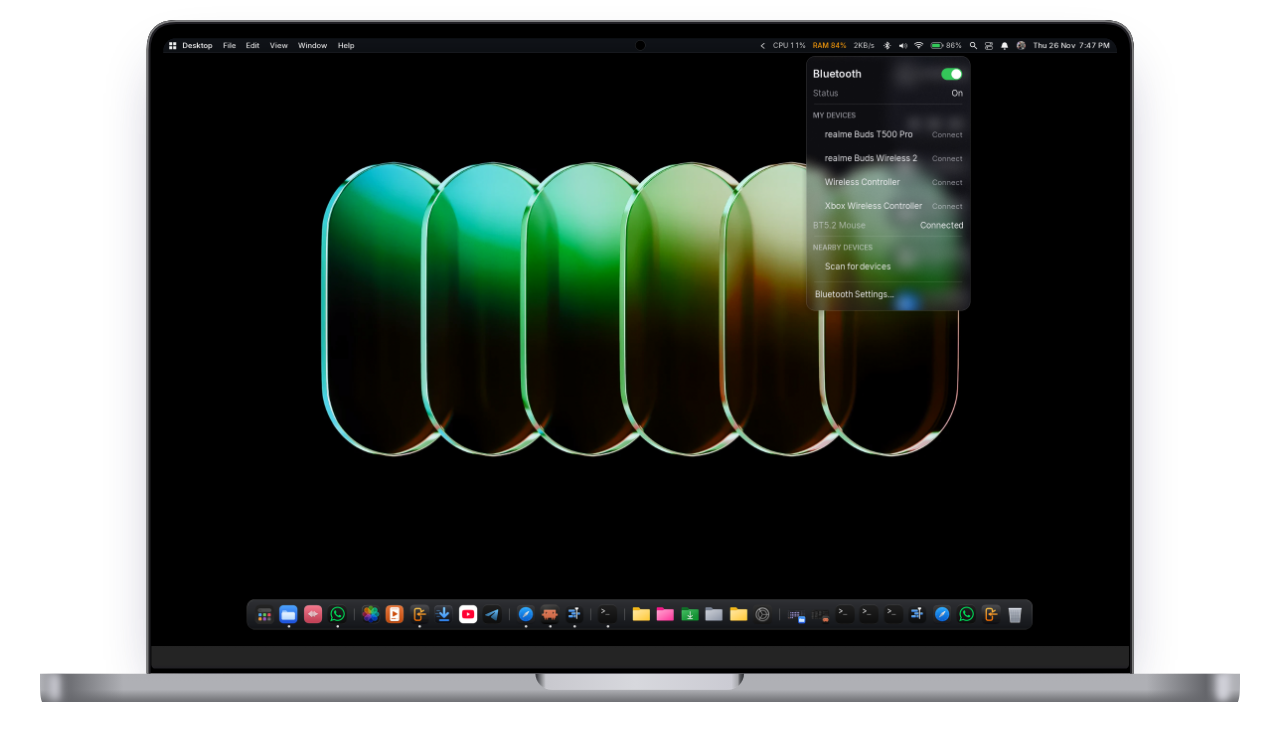 Desktop File Edit View Window Help CPU 11% RAM 84% 2KB/s 86% Thu 26 Nov 7:47 PM
Bluetooth
Status On
MY DEVICES
realme Buds T500 Pro Connect
realme Buds Wireless 2 Connect
Wireless Controller Connect
Xbox Wireless Controller Connect
BT5.2 Mouse Connected
NEARBY DEVICES
Scan for devices
Bluetooth Settings...